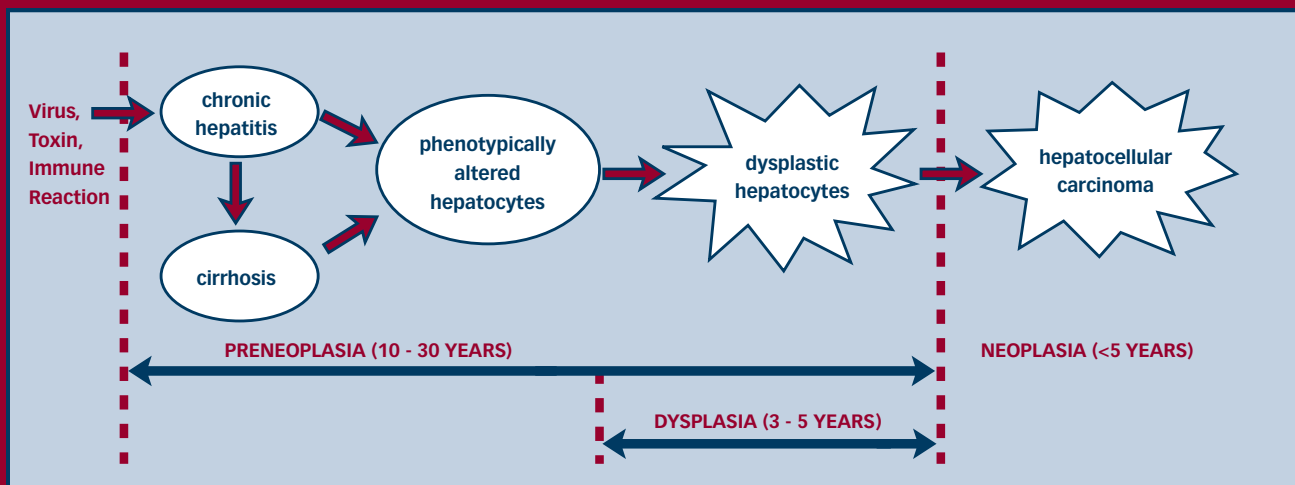 Virus,
Toxin,
Immune
Reaction
chronic
hepatitis
cirrhosis
phenotypically
altered
hepatocytes
dysplastic
hepatocytes
hepatocellular
carcinoma
PRENEOPLASIA (10 - 30 YEARS)
NEOPLASIA (<5 YEARS)
DYSPLASIA (3 - 5 YEARS)